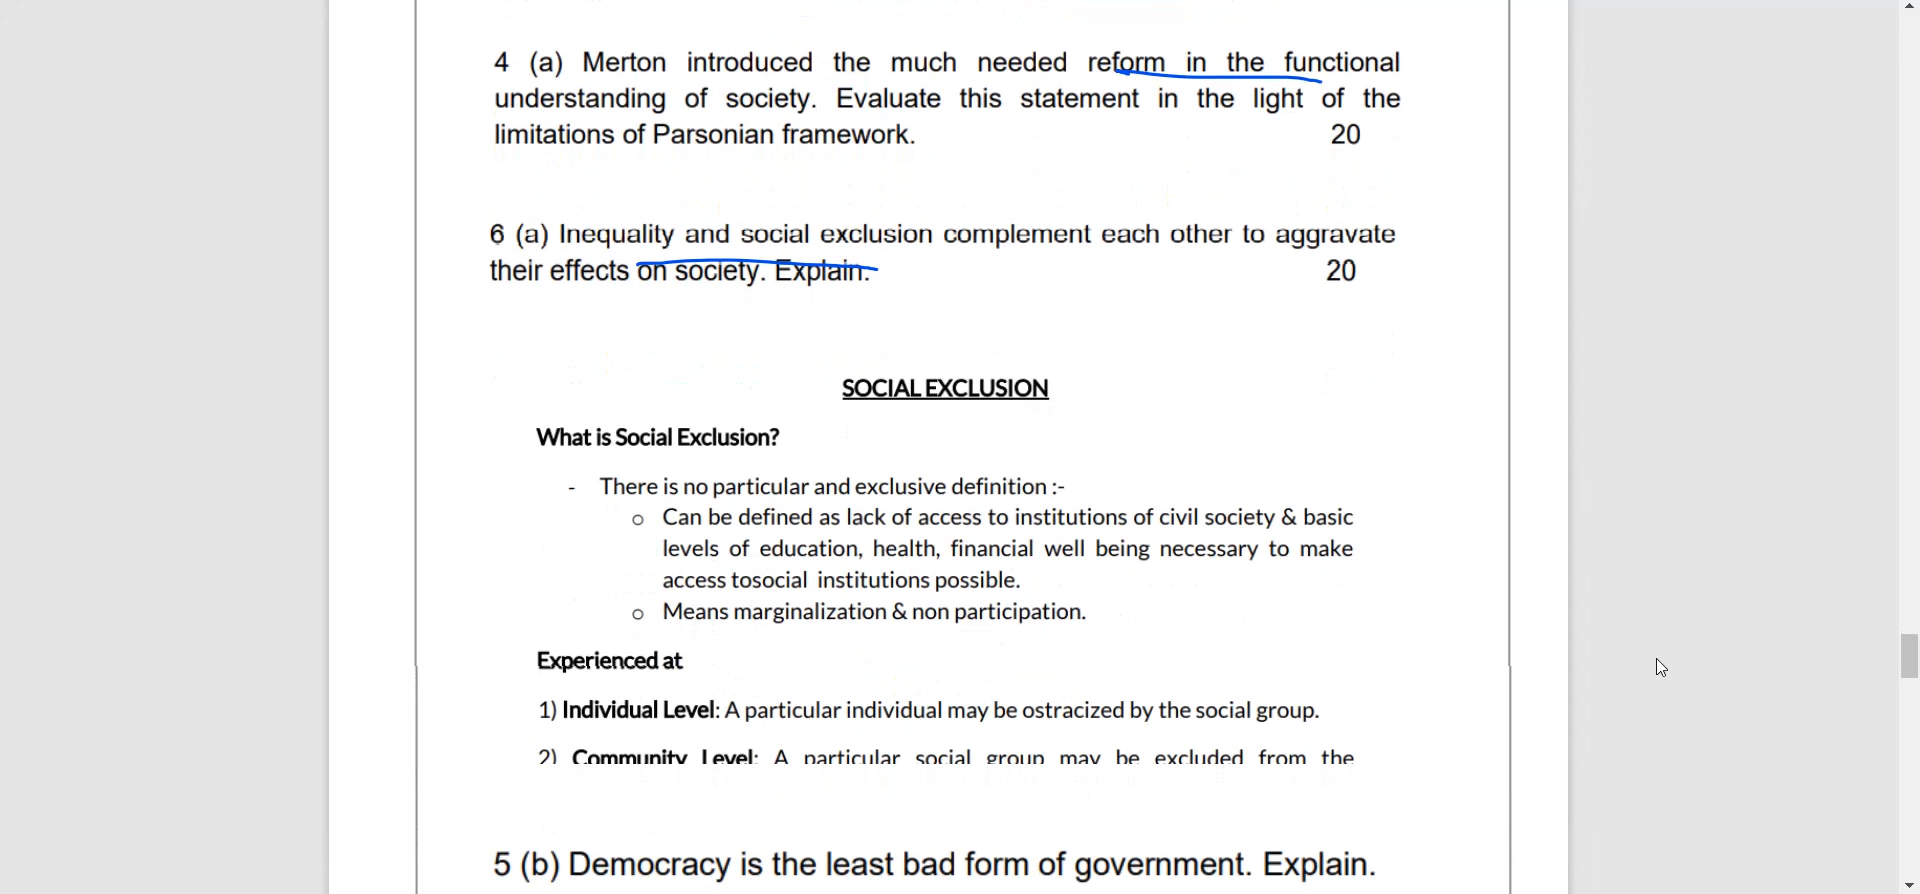 4 (a) Merton introduced the much needed reform in the functional
understanding of society. Evaluate this statement in the light of the
limitations of Parsonian framework. 20
6 (a) Inequality and social exclusion complement each other to aggravate
their effects on society. Explain. 20
SOCIAL EXCLUSION
What is Social Exclusion?
- There is no particular and exclusive definition :-
o Can be defined as lack of access to institutions of civil society & basic
levels of education, health, financial well being necessary to make
access tosocial institutions possible.
o Means marginalization & non participation.
Experienced at
1) Individual Level: A particular individual may be ostracized by the social group.
2) Community Level: A particular social group may be excluded from the
5 (b) Democracy is the least bad form of government. Explain.